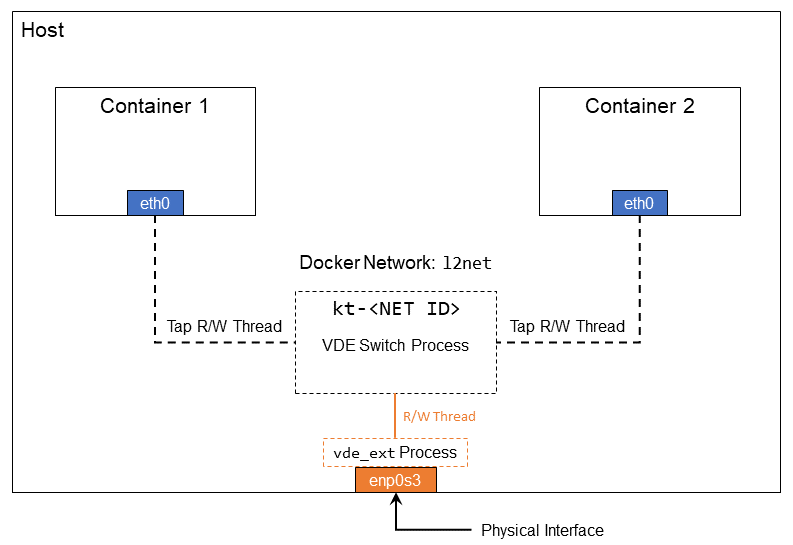 Host
Container 1
Container 2
eth0
eth0
Docker Network: l2net
kt-<NET ID>
Tap R/W Thread
Tap R/W Thread
VDE Switch Process
R/W Thread
vde_ext Process
enp0s3
Physical Interface